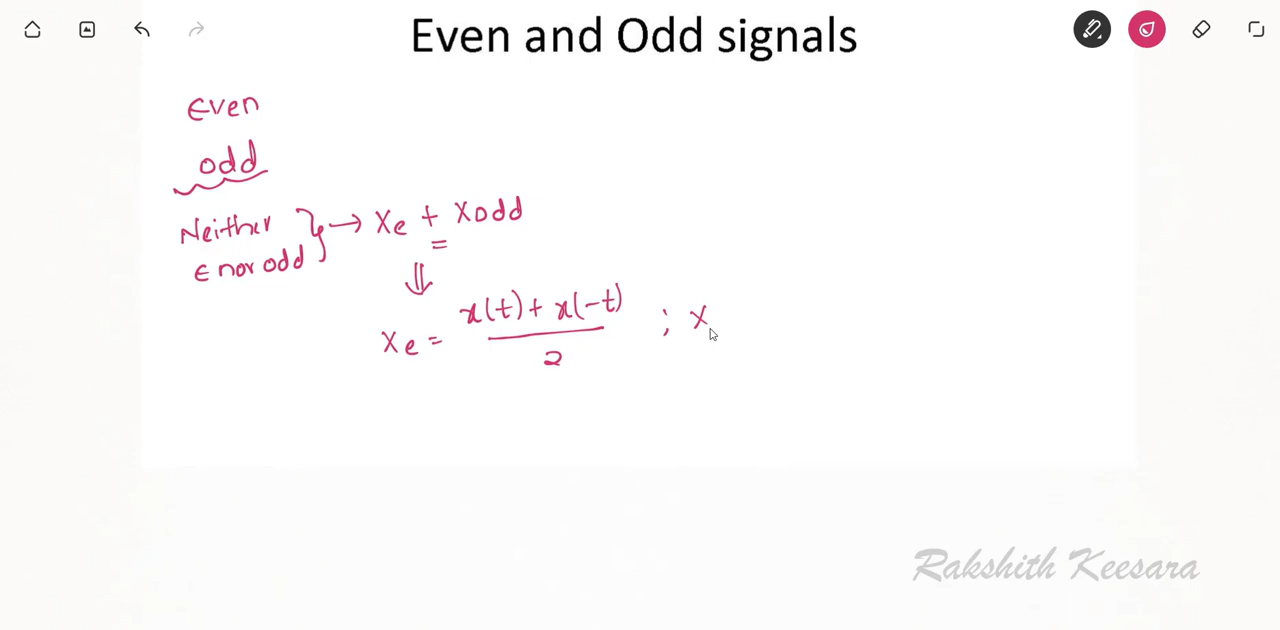 Even and Odd signals
Even
odd
Neither } → Xe + Xodd
E nor odd
=
⇓
Xe = x(t) + x(-t) / 2 ; X
Rakshith Keesara